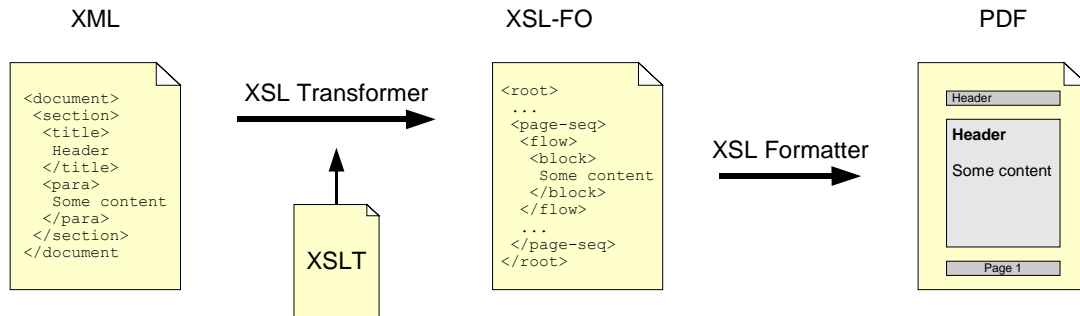 XML
<document>
<section>
<title>
Header
</title>
<para>
Some content
</para>
</section>
</document
XSL Transformer
XSLT
XSL-FO
<root>
...
<page-seq>
<flow>
<block>
Some content
</block>
</flow>
...
</page-seq>
</root>
XSL Formatter
PDF
Header
Header
Some content
Page 1